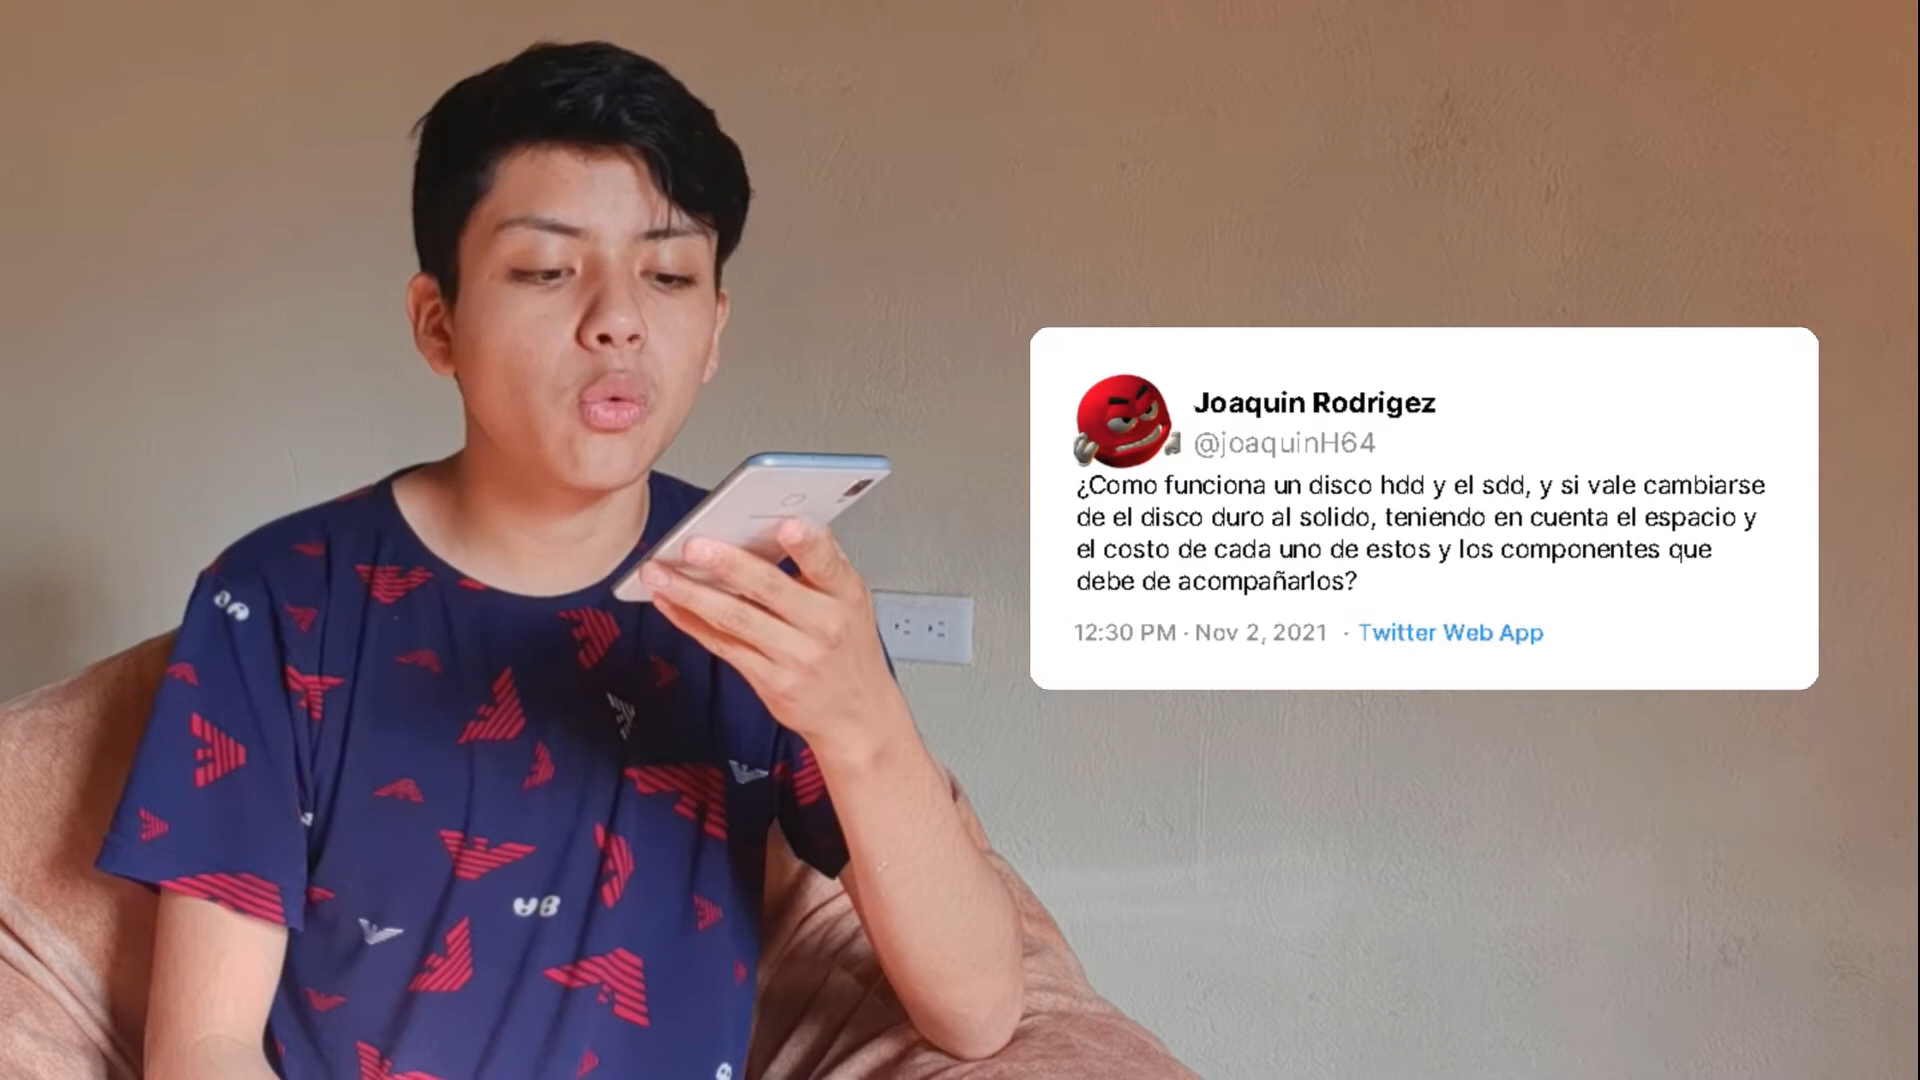 Joaquin Rodrigez
@joaquinH64
¿Como funciona un disco hdd y el sdd, y si vale cambiarse
de el disco duro al solido, teniendo en cuenta el espacio y
el costo de cada uno de estos y los componentes que
debe de acompañarlos?
12:30 PM · Nov 2, 2021 · Twitter Web App